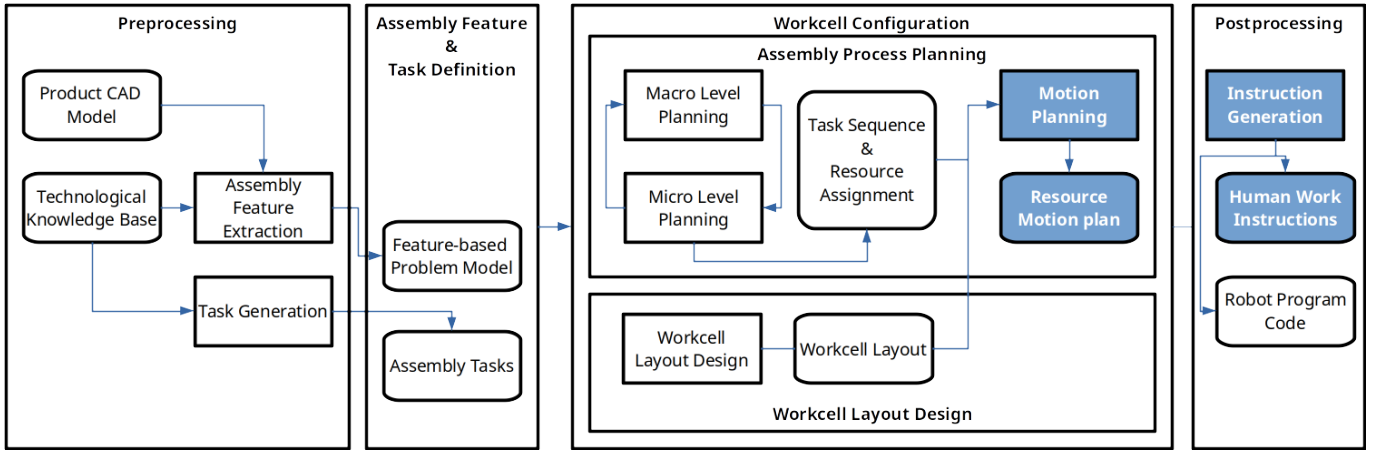 Preprocessing
Product CAD
Model
Technological
Knowledge Base
Assembly
Feature
Extraction
Task Generation
Assembly Feature
&
Task Definition
Feature-based
Problem Model
Assembly Tasks
Workcell Configuration
Assembly Process Planning
Macro Level
Planning
Micro Level
Planning
Task Sequence
&
Resource
Assignment
Motion
Planning
Resource
Motion plan
Workcell
Layout Design
Workcell Layout
Workcell Layout Design
Postprocessing
Instruction
Generation
Human Work
Instructions
Robot Program
Code